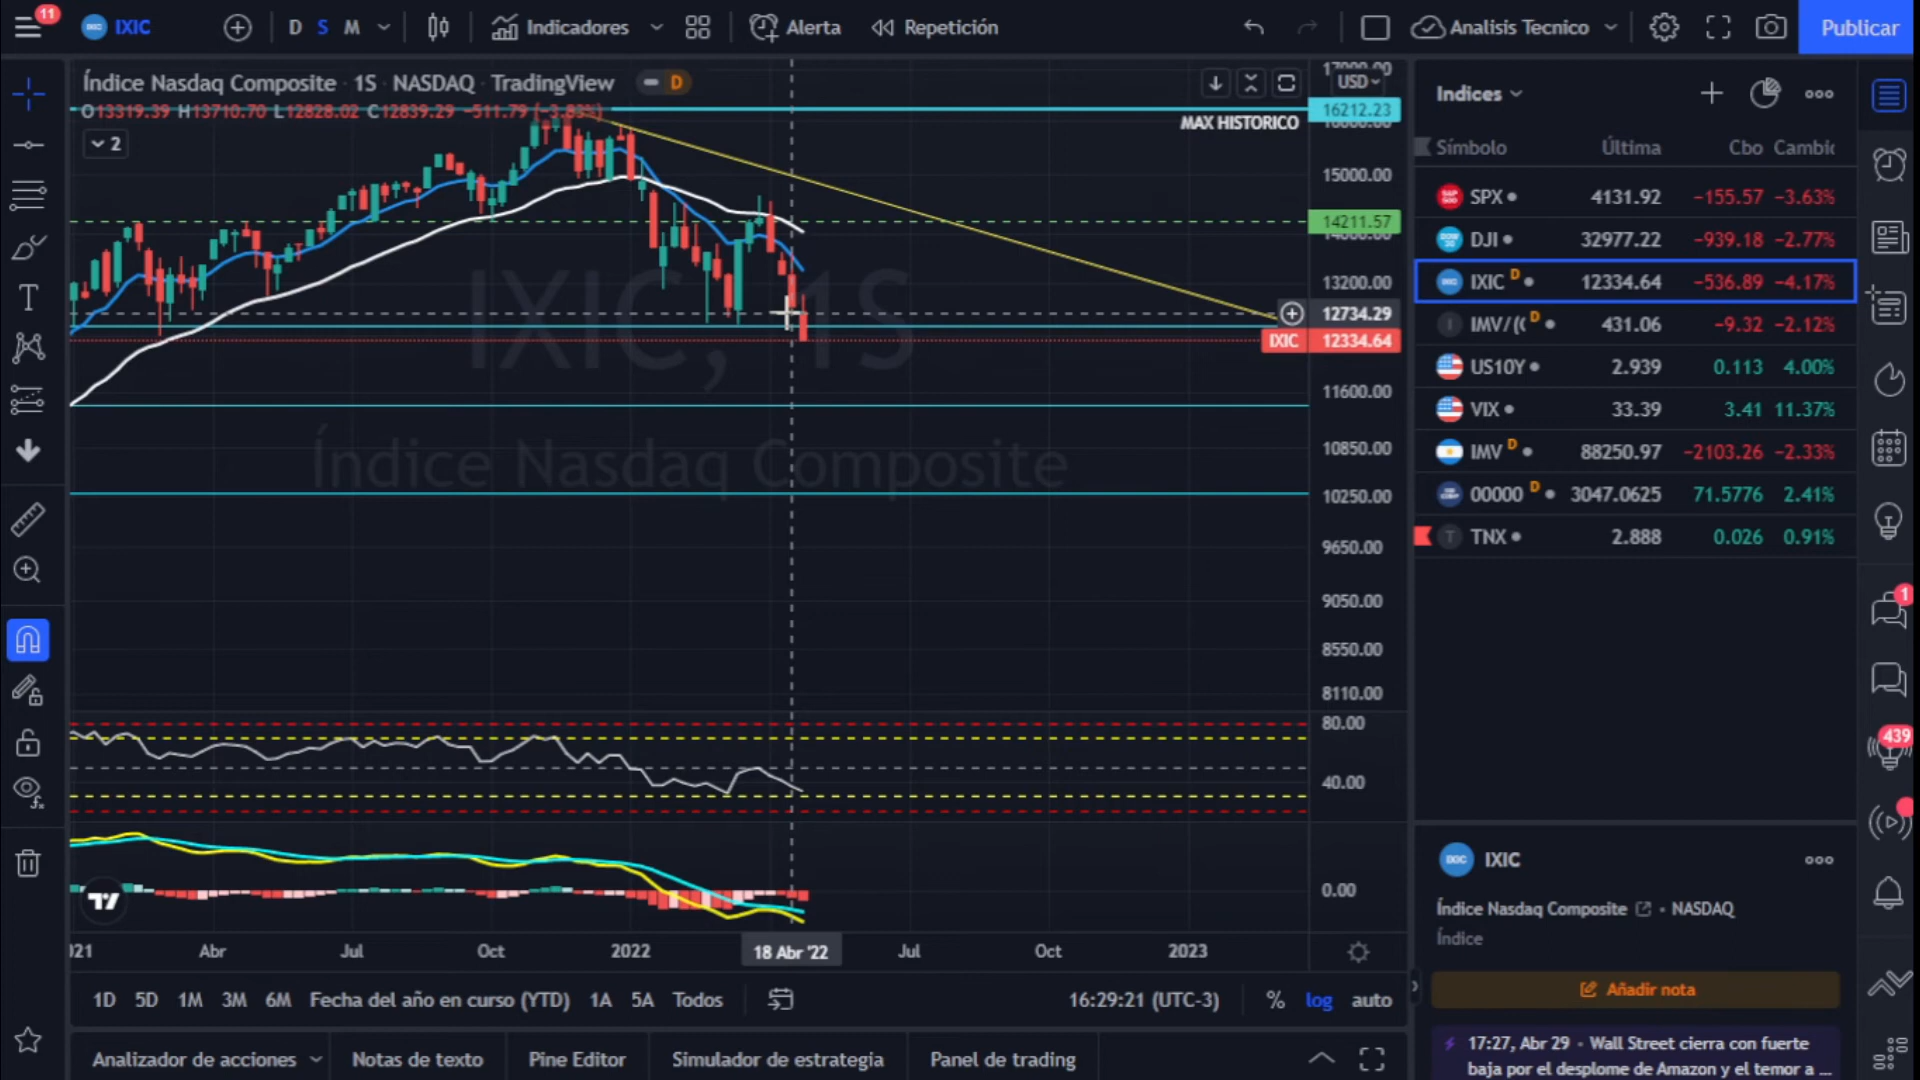 11
IXIC
D S M
Indicadores
Alerta
Repetición
Analisis Tecnico
Publicar
Índice Nasdaq Composite · 1S · NASDAQ · TradingView
D
O13319.39 H13710.70 L12828.02 C12839.29 −511.79 (−3.83%)
2
USD
17000.00
16212.23
MAX HISTORICO
15000.00
14211.57
13200.00
12734.29
IXIC 12334.64
11600.00
10850.00
10250.00
9650.00
9050.00
8550.00
8110.00
80.00
40.00
0.00
IXIC, 1S
Índice Nasdaq Composite
Abr Jul Oct 2022 18 Abr '22 Jul Oct 2023
1D 5D 1M 3M 6M Fecha del año en curso (YTD) 1A 5A Todos
16:29:21 (UTC-3) % log auto
Analizador de acciones Notas de texto Pine Editor Simulador de estrategia Panel de trading
Indices
Símbolo Última Cbo
SPX 4131.92 −155.57 −3.63%
DJI 32977.22 −939.18 −2.77%
IXIC D 12334.64 −536.89 −4.17%
IMV/( D 431.06 −9.32 −2.12%
US10Y 2.939 0.113 4.00%
VIX 33.39 3.41 11.37%
IMV D 88250.97 −2103.26 −2.33%
00000 D 3047.0625 71.5776 2.41%
T TNX 2.888 0.026 0.91%
IXIC
Índice Nasdaq Composite · NASDAQ
Índice
Añadir nota
17:27, Abr 29 · Wall Street cierra con fuerte
baja por el desplome de Amazon y el temor a ...
1
439